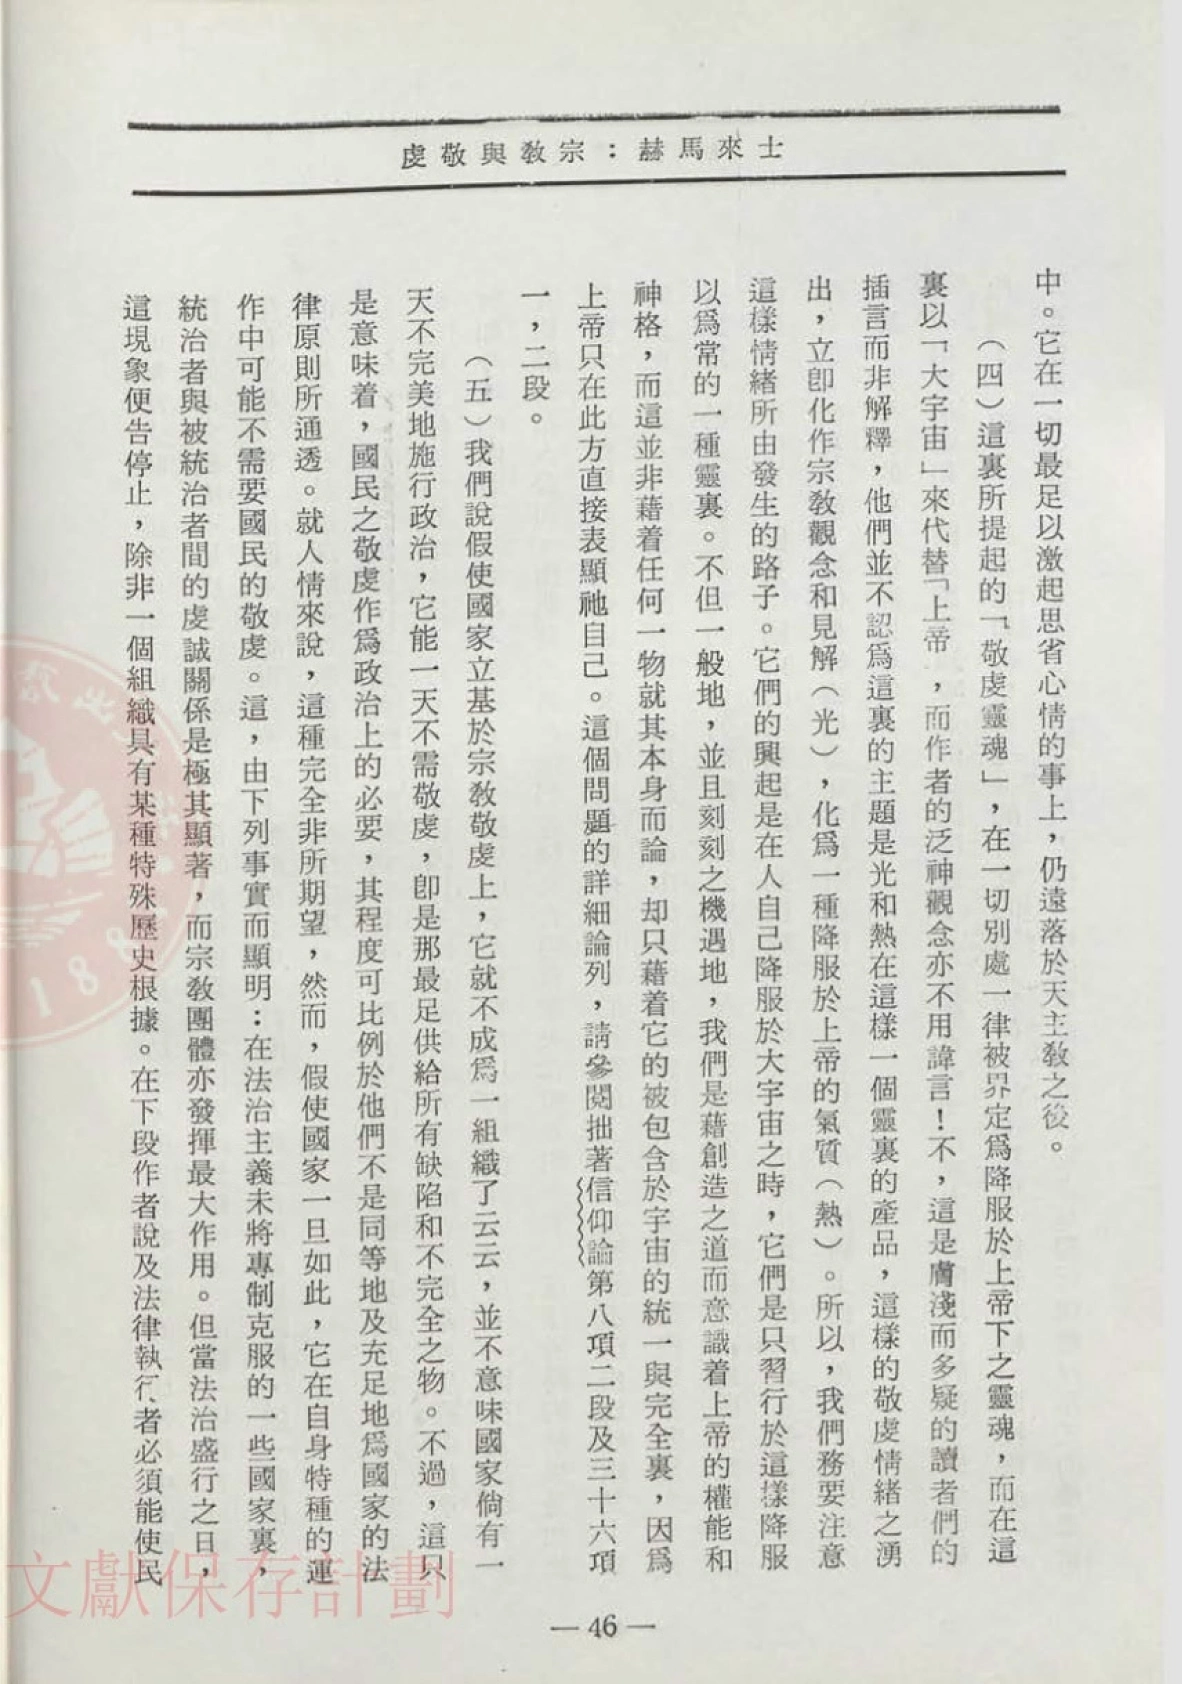 虔敬與教宗：赫馬來士
中。它在一切最足以激起思省心情的事上，仍遠落於天主教之後。
（四）這裏所提起的「敬虔靈魂」，在一切別處一律被界定爲降服於上帝下之靈魂，而在這
裏以「大宇宙」來代替「上帝，而作者的泛神觀念亦不用諱言！不，這是膚淺而多疑的讀者們的
插言而非解釋，他們並不認爲這裏的主題是光和熱在這樣一個靈裏的產品，這樣的敬虔情緒之湧
出，立卽化作宗教觀念和見解（光），化爲一種降服於上帝的氣質（熱）。所以，我們務要注意
這樣情緒所由發生的路子。它們的興起是在人自己降服於大宇宙之時，它們是只習行於這樣降服
以爲常的一種靈裏。不但一般地，並且刻刻之機遇地，我們是藉創造之道而意識着上帝的權能和
神格，而這並非藉着任何一物就其本身而論，却只藉着它的被包含於宇宙的統一與完全裏，因爲
上帝只在此方直接表顯祂自己。這個問題的詳細論列，請參閱拙著信仰論第八項二段及三十六項
一，二段。
（五）我們說假使國家立基於宗教敬虔上，它就不成爲一組織了云云，並不意味國家倘有一
天不完美地施行政治，它能一天不需敬虔，卽是那最足供給所有缺陷和不完全之物。不過，這只
是意味着，國民之敬虔作爲政治上的必要，其程度可比例於他們不是同等地及充足地爲國家的法
律原則所通透。就人情來說，這種完全非所期望，然而，假使國家一旦如此，它在自身特種的運
作中可能不需要國民的敬虔。這，由下列事實而顯明：在法治主義未將專制克服的一些國家裏，
統治者與被統治者間的虔誠關係是極其顯著，而宗教團體亦發揮最大作用。但當法治盛行之日，
這現象便告停止，除非一個組織具有某種特殊歷史根據。在下段作者說及法律執行者必須能使民
—46—
文獻保存計劃
188